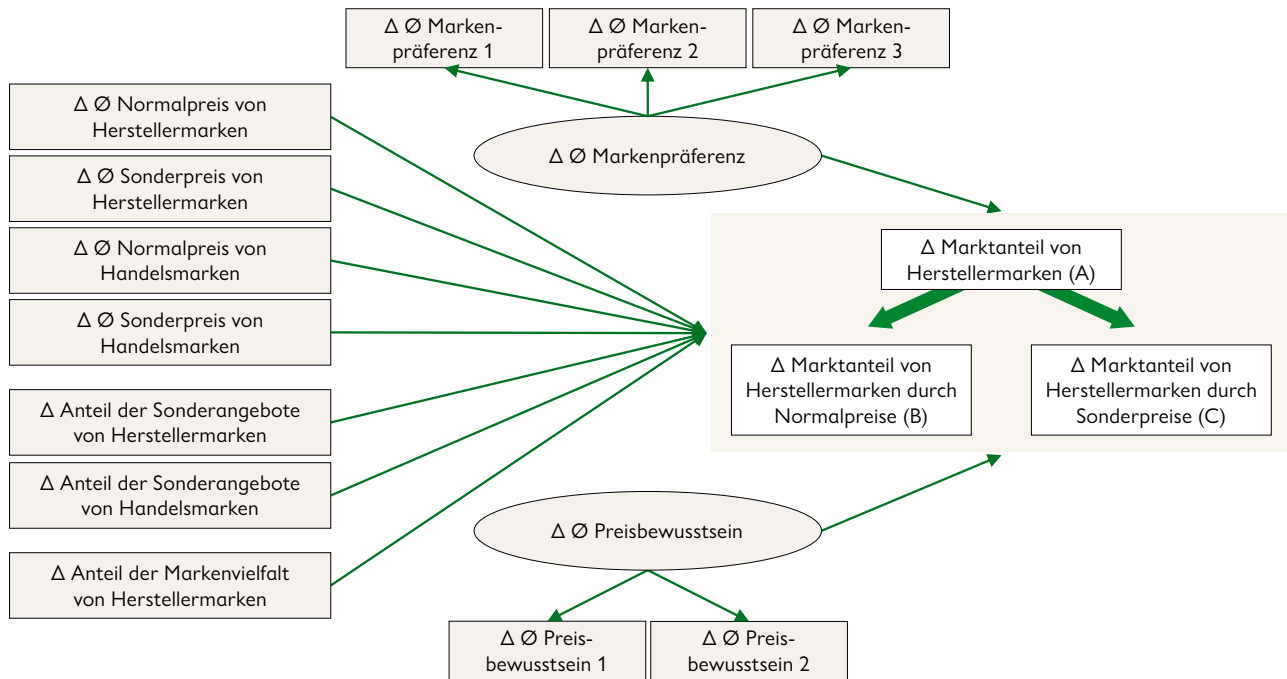 Δ Ø Marken-
präferenz 1
Δ Ø Marken-
präferenz 2
Δ Ø Marken-
präferenz 3
Δ Ø Normalpreis von
Herstellermarken
Δ Ø Sonderpreis von
Herstellermarken
Δ Ø Normalpreis von
Handelsmarken
Δ Ø Sonderpreis von
Handelsmarken
Δ Anteil der Sonderangebote
von Herstellermarken
Δ Anteil der Sonderangebote
von Handelsmarken
Δ Anteil der Markenvielfalt
von Herstellermarken
Δ Ø Markenpräferenz
Δ Marktanteil von
Herstellermarken (A)
Δ Marktanteil von
Herstellermarken durch
Normalpreise (B)
Δ Marktanteil von
Herstellermarken durch
Sonderpreise (C)
Δ Ø Preisbewusstsein
Δ Ø Preis-
bewusstsein 1
Δ Ø Preis-
bewusstsein 2